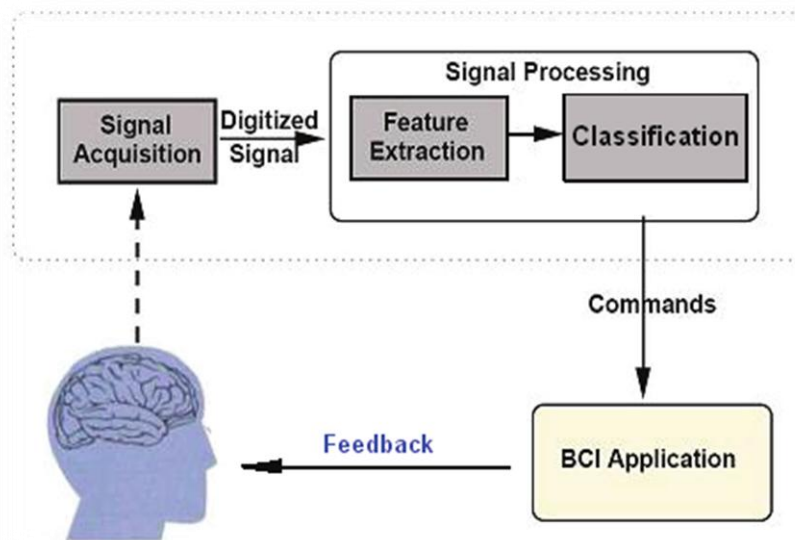 Signal Processing
Signal
Acquisition
Digitized
Signal
Feature
Extraction
Classification
Commands
Feedback
BCI Application